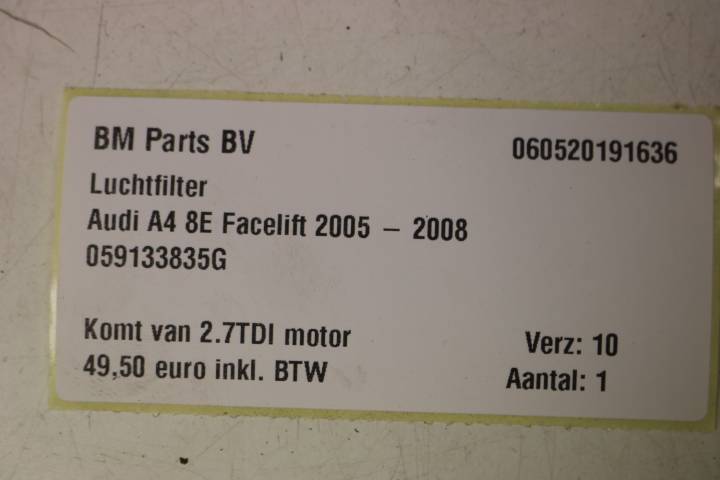 BM Parts BV 060520191636
Luchtfilter
Audi A4 8E Facelift 2005 – 2008
059133835G
Komt van 2.7TDI motor Verz: 10
49,50 euro inkl. BTW Aantal: 1